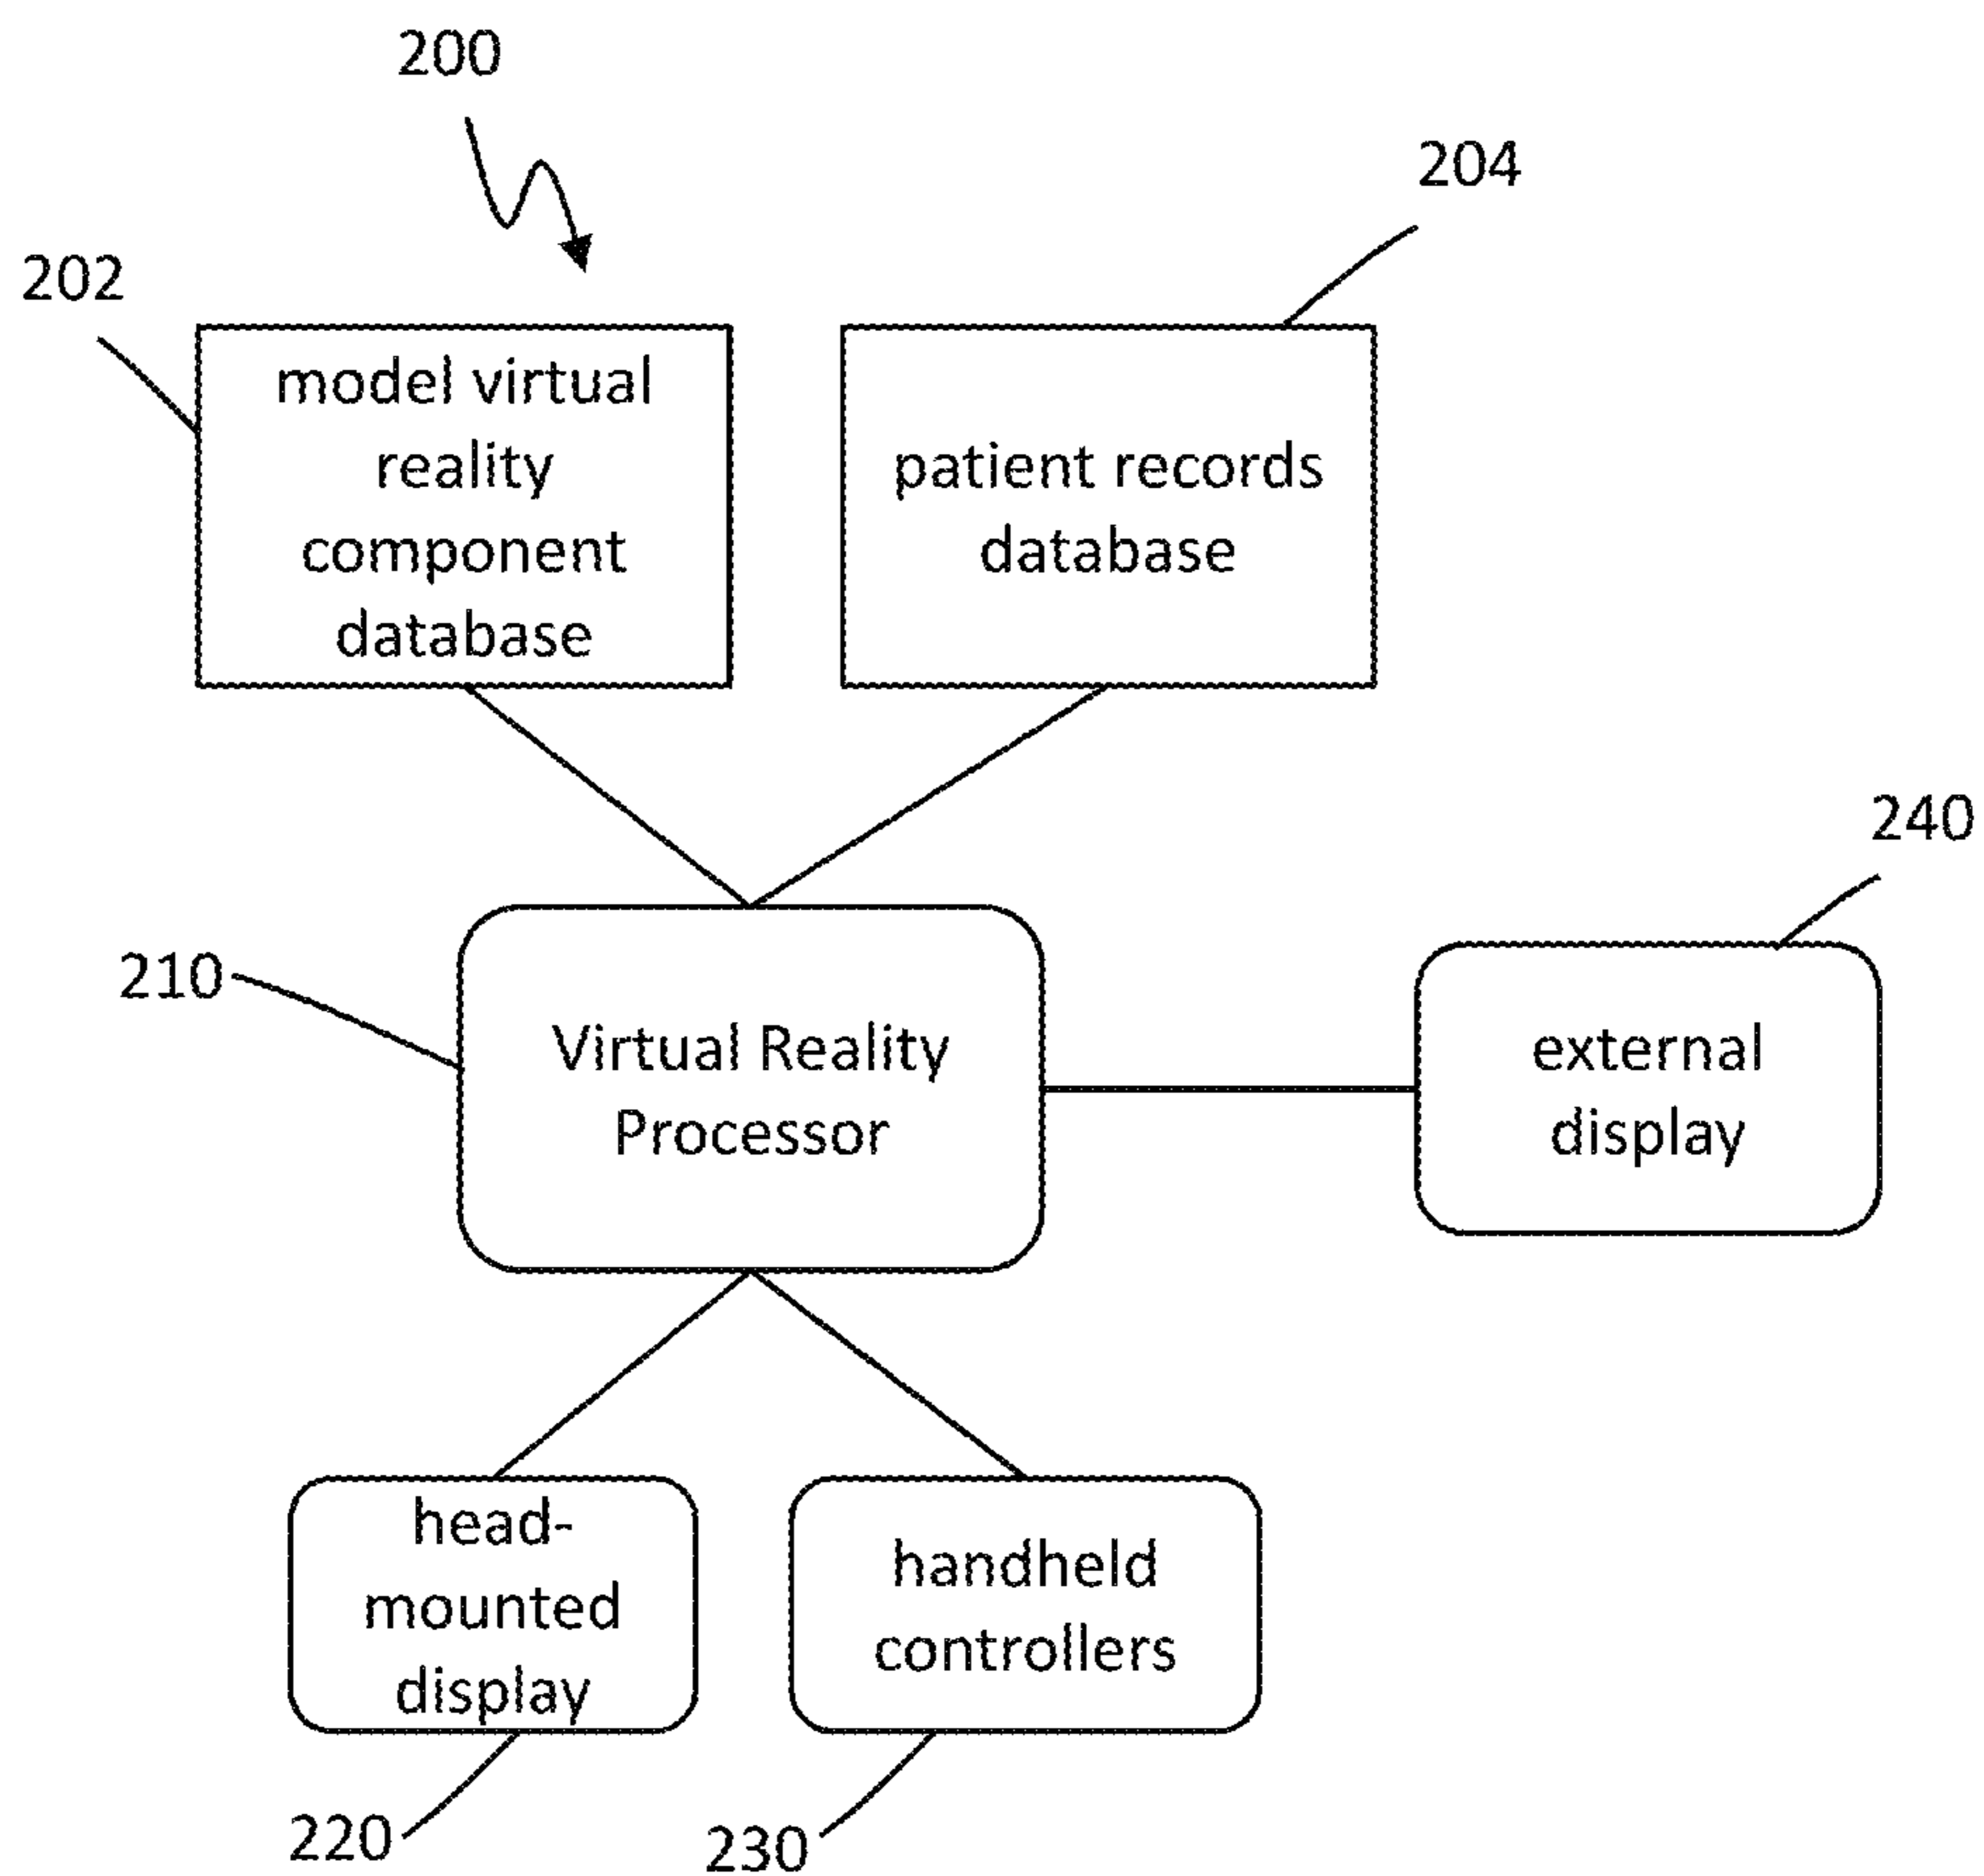 200
204
202
model virtual
reality
component
database
patient records
database
240
210
Virtual Reality
Processor
external
display
head-
mounted
display
handheld
controllers
220
230